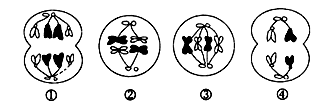 ① ② ③ ④